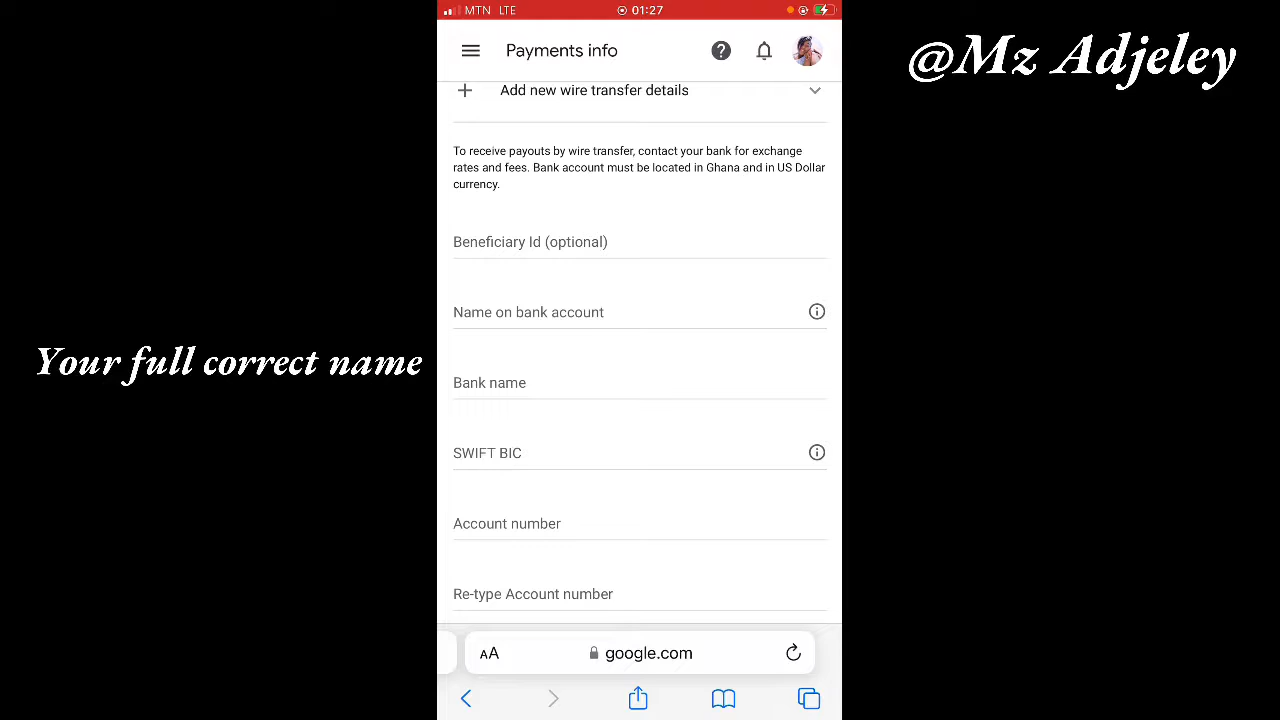 MTN LTE 01:27
Payments info
@Mz Adjeley
Add new wire transfer details
To receive payouts by wire transfer, contact your bank for exchange
rates and fees. Bank account must be located in Ghana and in US Dollar
currency.
Beneficiary Id (optional)
Name on bank account
Your full correct name
Bank name
SWIFT BIC
Account number
Re-type Account number
AA google.com